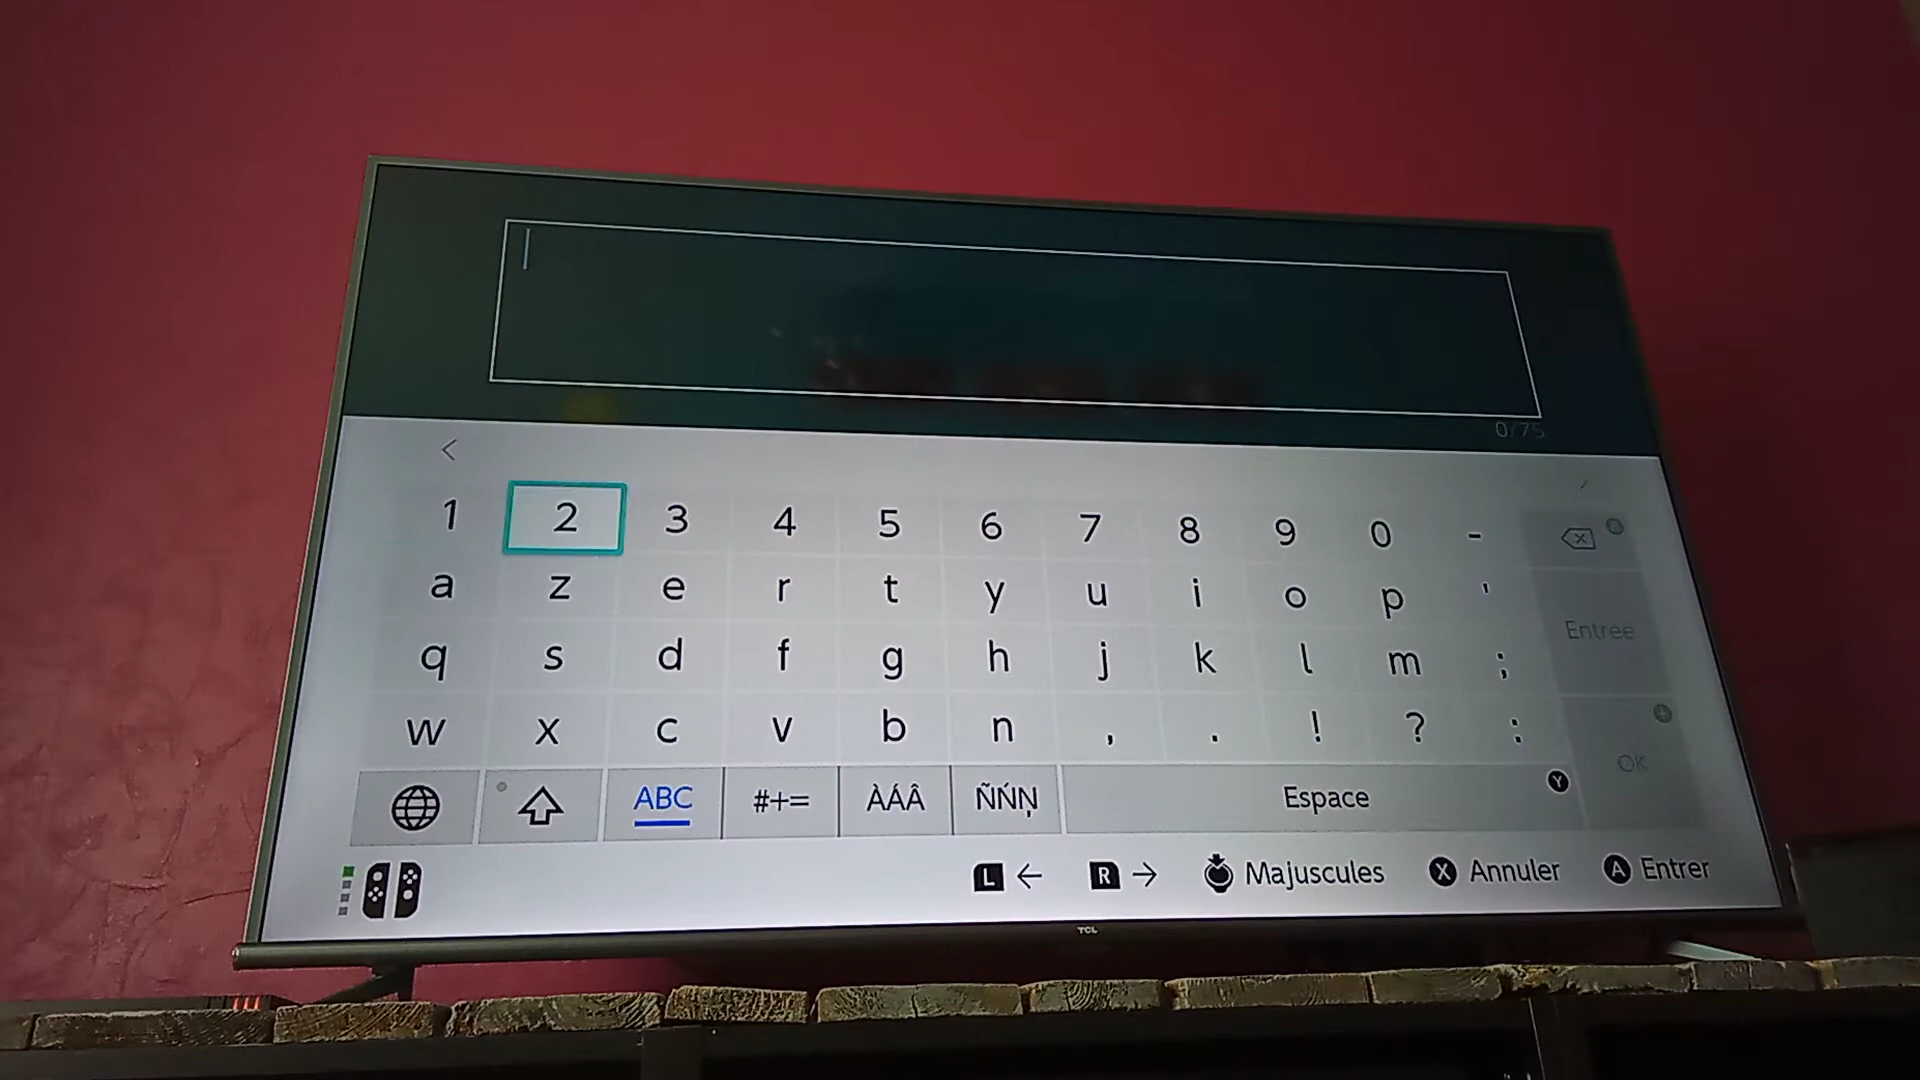 0/75
1 2 3 4 5 6 7 8 9 0 -
a z e r t y u i o p '
Entrée
q s d f g h j k l m ;
w x c v b n , . ! ? :
OK
ABC #+= ÀÁÂ ÑŃŅ Espace Y
L ← R → Majuscules X Annuler A Entrer
TCL